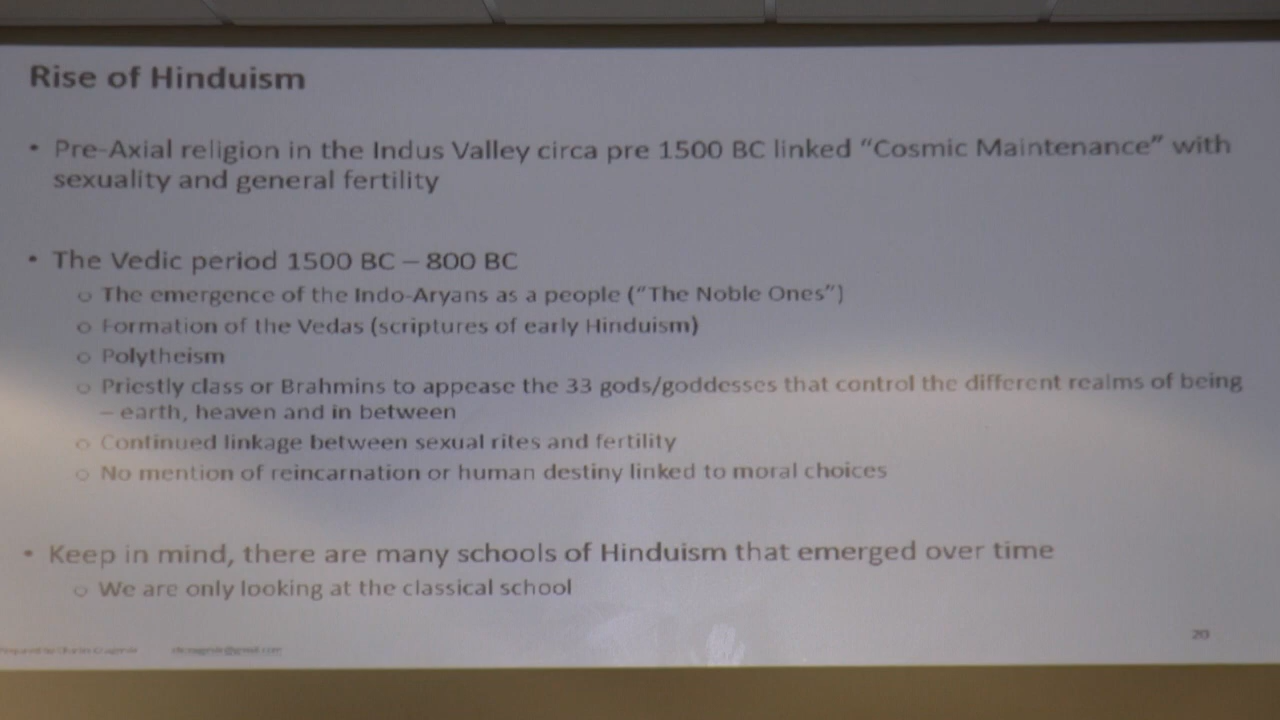 Rise of Hinduism
• Pre-Axial religion in the Indus Valley circa pre 1500 BC linked “Cosmic Maintenance” with
sexuality and general fertility
• The Vedic period 1500 BC – 800 BC
o The emergence of the Indo-Aryans as a people (“The Noble Ones”)
o Formation of the Vedas (scriptures of early Hinduism)
o Polytheism
o Priestly class or Brahmins to appease the 33 gods/goddesses that control the different realms of being
– earth, heaven and in between
o Continued linkage between sexual rites and fertility
o No mention of reincarnation or human destiny linked to moral choices
• Keep in mind, there are many schools of Hinduism that emerged over time
o We are only looking at the classical school
20
Prepared by